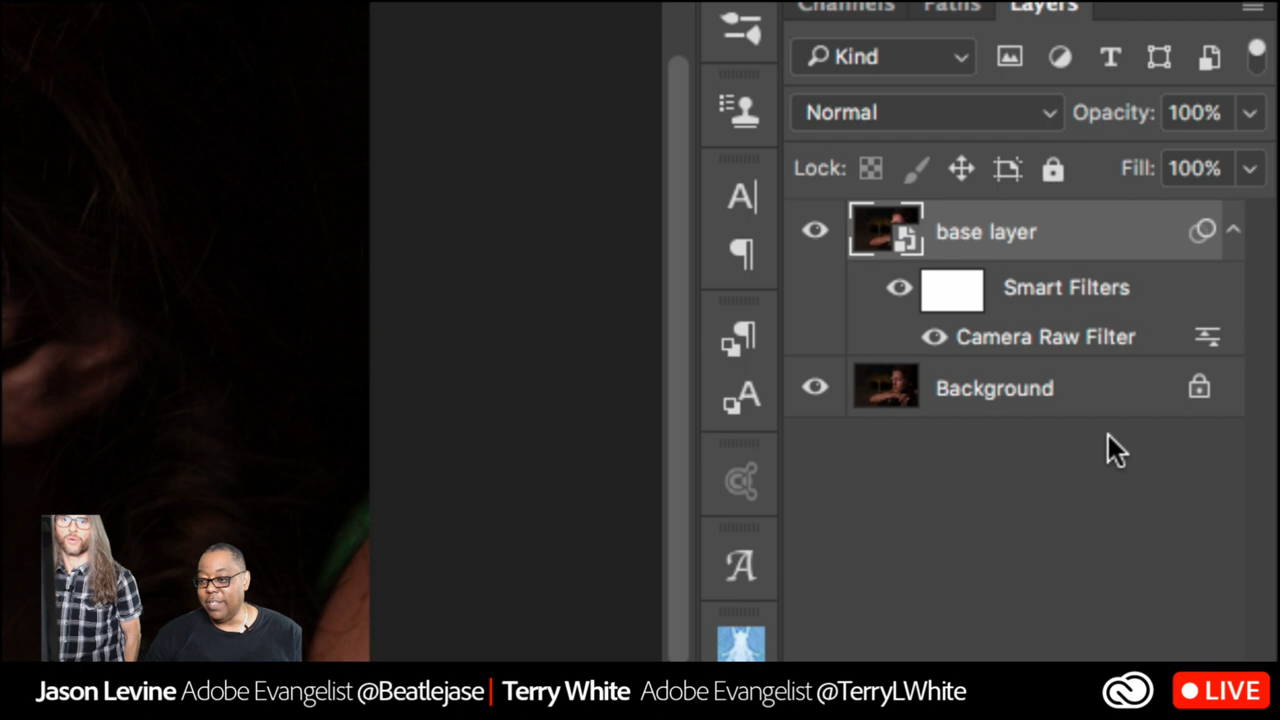 Channels Paths Layers
Kind
Normal Opacity: 100%
Lock: Fill: 100%
base layer
Smart Filters
Camera Raw Filter
Background
Jason Levine Adobe Evangelist @Beatlejase | Terry White Adobe Evangelist @TerryLWhite
LIVE